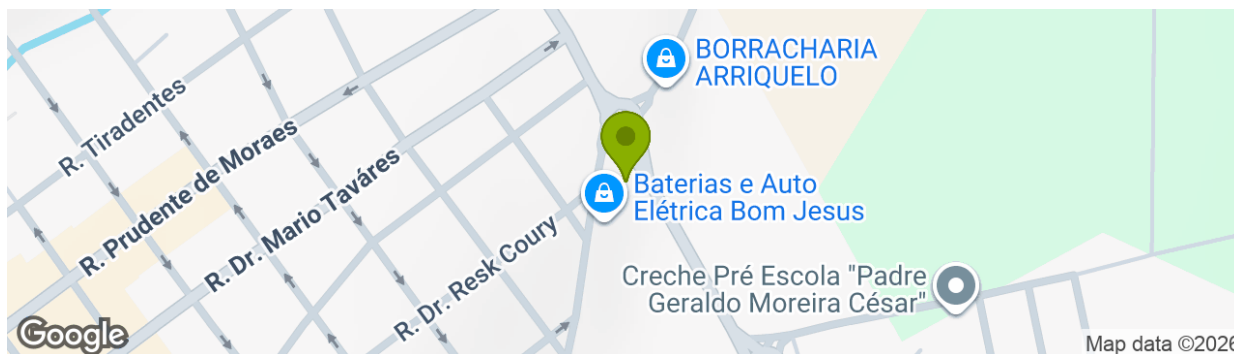 BORRACHARIA
ARRIQUELO
R. Tiradentes
R. Prudente de Moraes
R. Dr. Mario Taváres
Baterias e Auto
Elétrica Bom Jesus
R. Dr. Resk Coury
Creche Pré Escola "Padre
Geraldo Moreira César"
Google
Map data ©2026